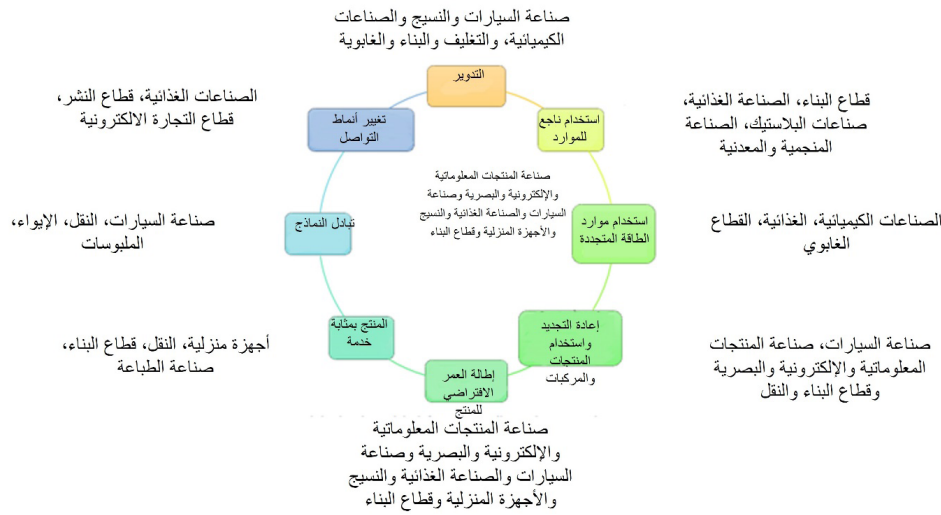 صناعة السيارات والنسيج والصناعات
الكيميائية، والتغليف والبناء والغابوية
التدوير
قطاع البناء، الصناعة الغذائية،
صناعات البلاستيك، الصناعة
المنجمية والمعدنية
استخدام ناجع
للموارد
الصناعات الكيميائية، الغذائية، القطاع
الغابوي
استخدام موارد
الطاقة المتجددة
صناعة السيارات، صناعة المنتجات
المعلوماتية والإلكترونية والبصرية
وقطاع البناء والنقل
إعادة التجديد
واستخدام
المنتجات
والمركبات
إطالة العمر
الافتراضي
للمنتج
صناعة المنتجات المعلوماتية
والإلكترونية والبصرية وصناعة
السيارات والصناعة الغذائية والنسيج
والأجهزة المنزلية وقطاع البناء
المنتج بمثابة
خدمة
أجهزة منزلية، النقل، قطاع البناء،
صناعة الطباعة
تبادل النماذج
صناعة السيارات، النقل، الإيواء،
الملبوسات
تغيير أنماط
التواصل
الصناعات الغذائية، قطاع النشر،
قطاع التجارة الالكترونية
صناعة المنتجات المعلوماتية
والإلكترونية والبصرية وصناعة
السيارات والصناعة الغذائية والنسيج
والأجهزة المنزلية وقطاع البناء